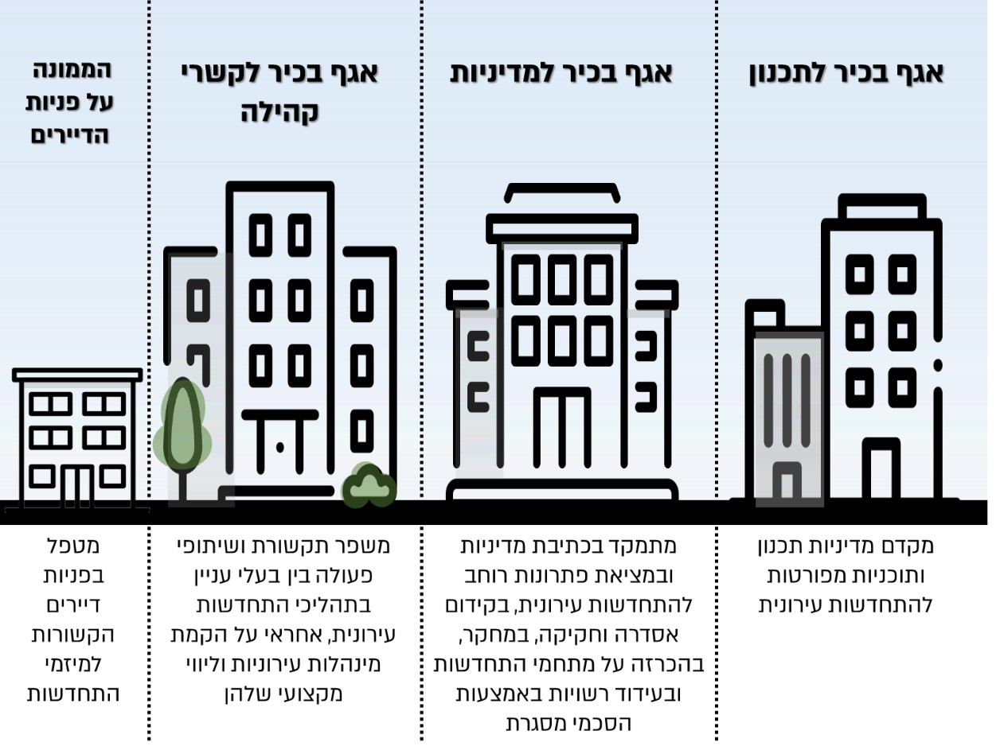 אגף בכיר לתכנון
מקדם מדיניות תכנון
ותוכניות מפורטות
להתחדשות עירונית
אגף בכיר למדיניות
מתמקד בכתיבת מדיניות
ובמציאת פתרונות רוחב
להתחדשות עירונית, בקידום
אסדרה וחקיקה, במחקר,
בהכרזה על מתחמי התחדשות
ובעידוד רשויות באמצעות
הסכמי מסגרת
אגף בכיר לקשרי
קהילה
משפר תקשורת ושיתופי
פעולה בין בעלי עניין
בתהליכי התחדשות
עירונית, אחראי על הקמת
מינהלות עירוניות וליווי
מקצועי שלהן
הממונה
על פניות
הדיירים
מטפל
בפניות
דיירים
הקשורות
למיזמי
התחדשות